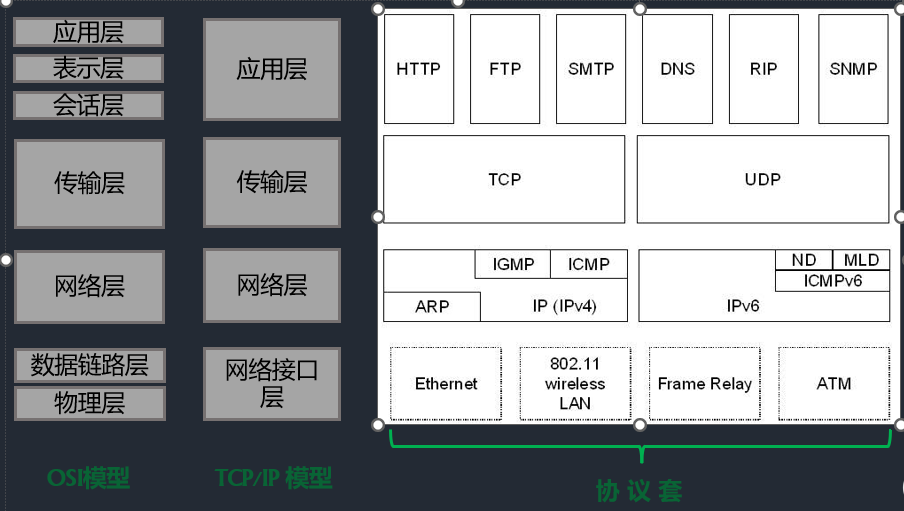 应用层
表示层
会话层
传输层
网络层
数据链路层
物理层
OSI模型
应用层
传输层
网络层
网络接口
层
TCP/IP 模型
HTTP
FTP
SMTP
DNS
RIP
SNMP
TCP
UDP
IGMP
ICMP
ARP
IP (IPv4)
ND
MLD
ICMPv6
IPv6
Ethernet
802.11
wireless
LAN
Frame Relay
ATM
协 议 套